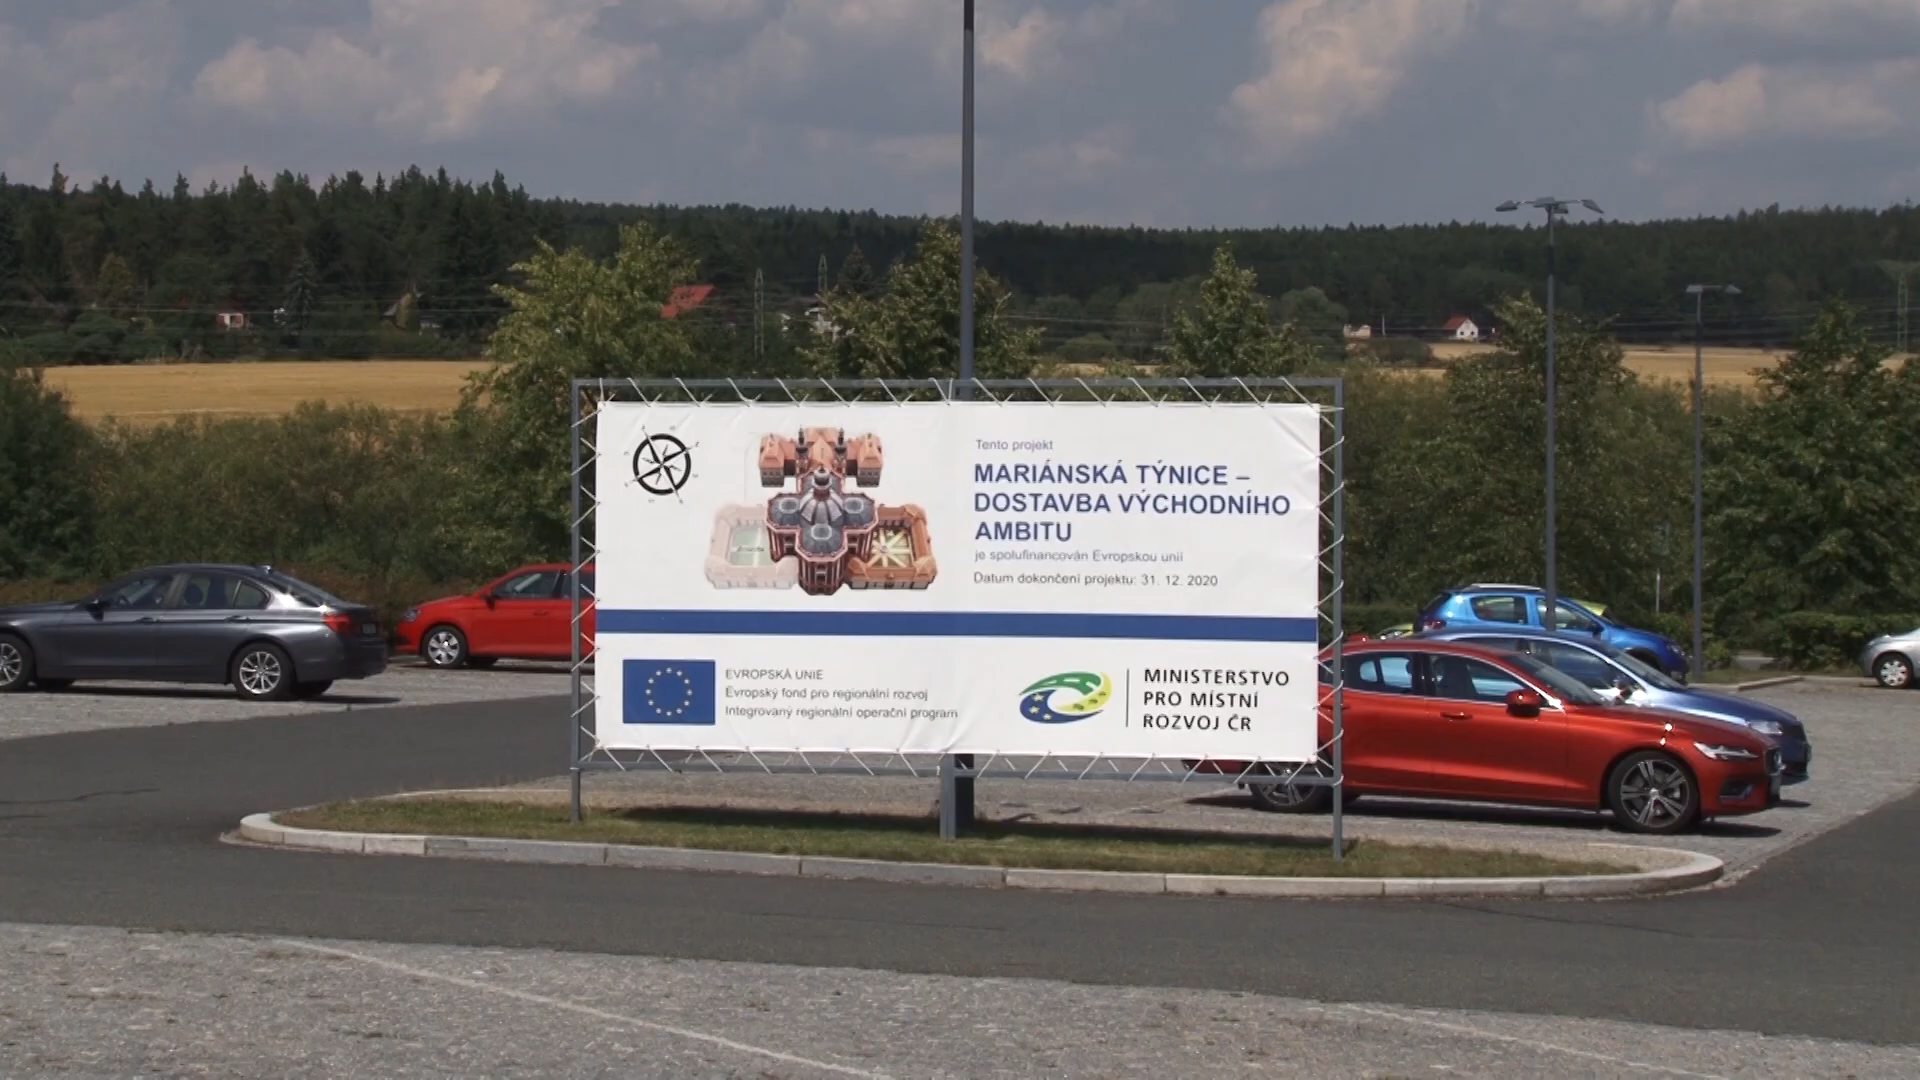 Tento projekt
MARIÁNSKÁ TÝNICE –
DOSTAVBA VÝCHODNÍHO
AMBITU
je spolufinancován Evropskou unií
Datum dokončení projektu: 31. 12. 2020
EVROPSKÁ UNIE
Evropský fond pro regionální rozvoj
Integrovaný regionální operační program
MINISTERSTVO
PRO MÍSTNÍ
ROZVOJ ČR